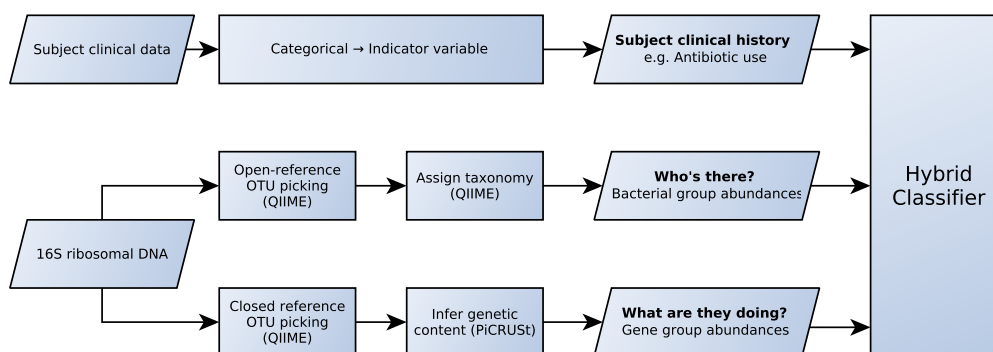 Subject clinical data
Categorical → Indicator variable
Subject clinical history
e.g. Antibiotic use
Open-reference
OTU picking
(QIIME)
Assign taxonomy
(QIIME)
Who's there?
Bacterial group abundances
Hybrid
Classifier
16S ribosomal DNA
Closed reference
OTU picking
(QIIME)
Infer genetic
content (PiCRUSt)
What are they doing?
Gene group abundances